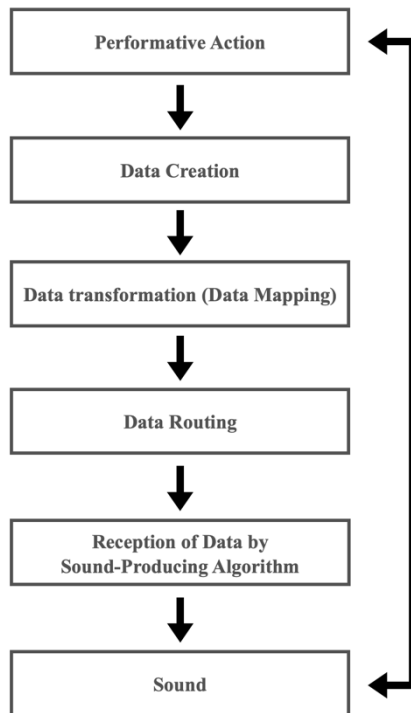 Performative Action
Data Creation
Data transformation (Data Mapping)
Data Routing
Reception of Data by
Sound-Producing Algorithm
Sound